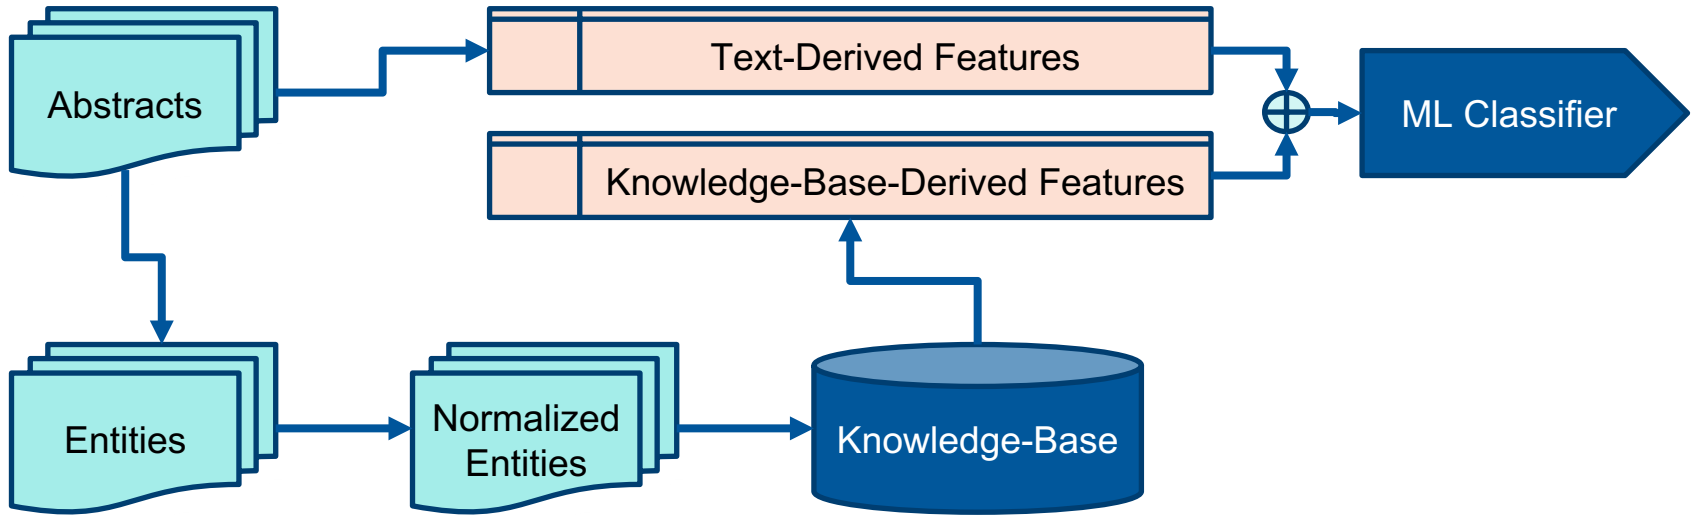 Abstracts
Text-Derived Features
ML Classifier
Knowledge-Base-Derived Features
Entities
Normalized
Entities
Knowledge-Base